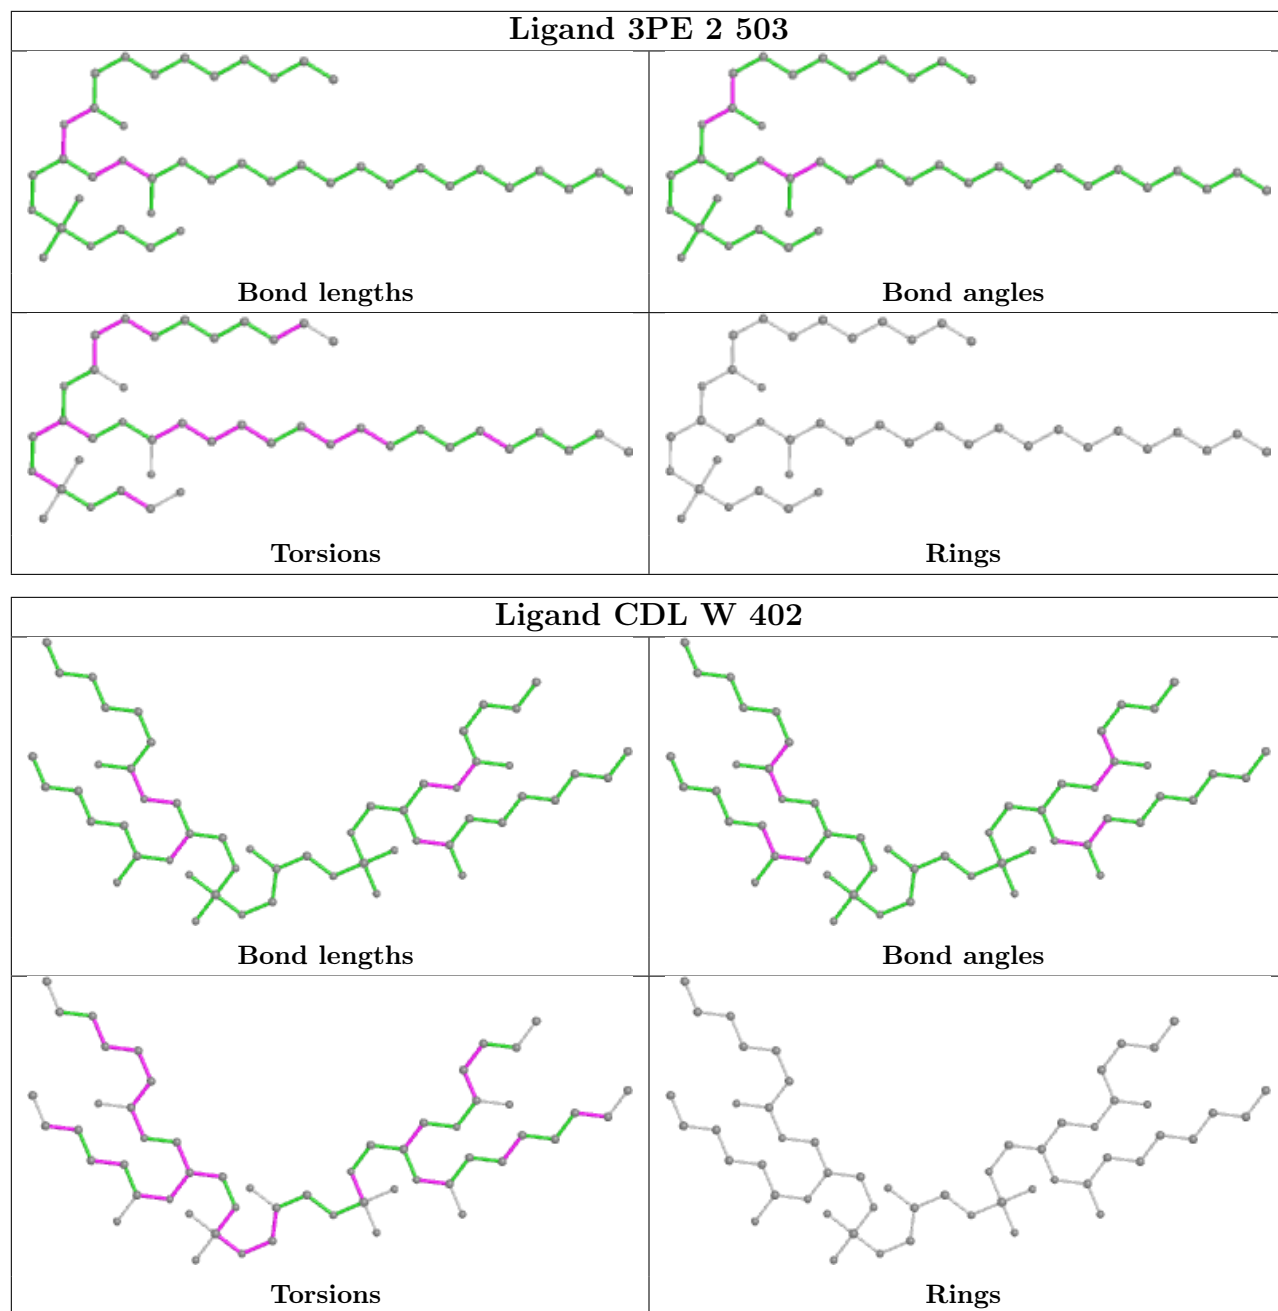 Ligand 3PE 2 503
Bond lengths
Bond angles
Torsions
Rings
Ligand CDL W 402
Bond lengths
Bond angles
Torsions
Rings